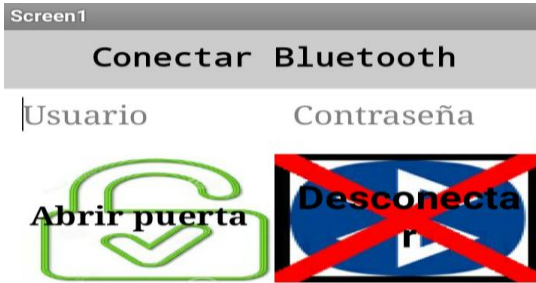 Screen1
Conectar Bluetooth
Usuario Contraseña
Abrir puerta
Desconecta
r